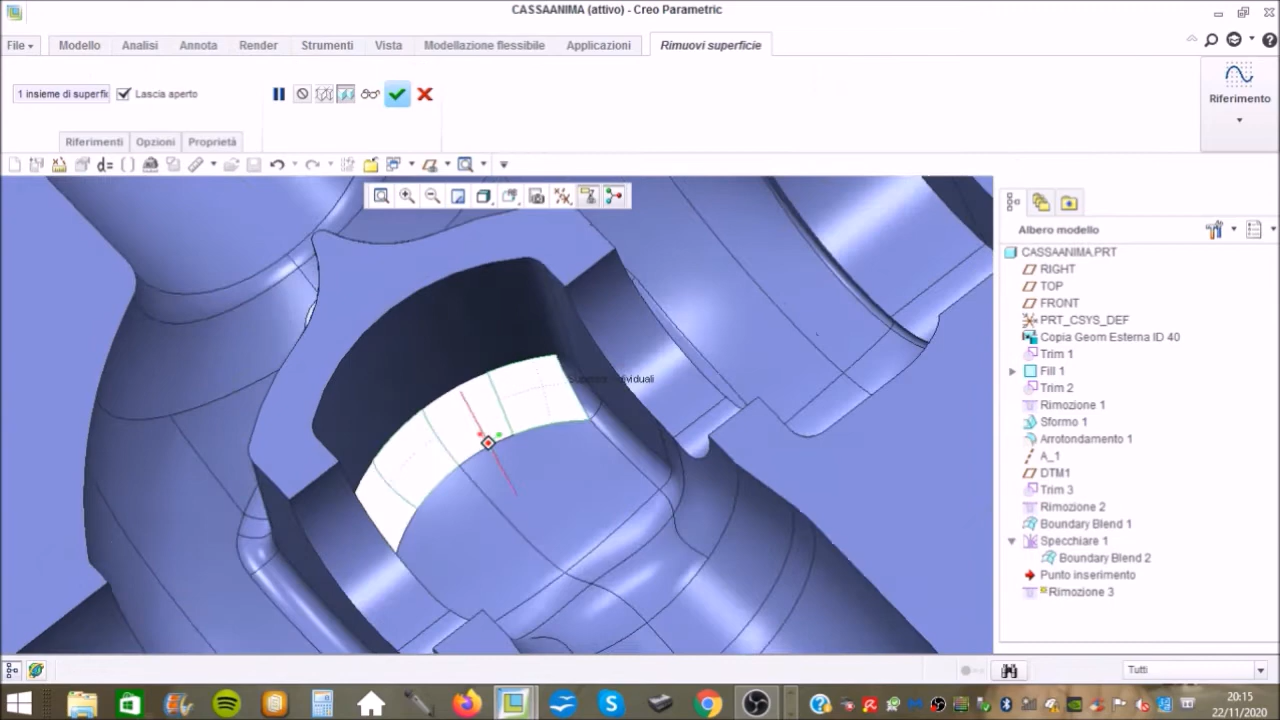 CASSAANIMA (attivo) - Creo Parametric
File Modello Analisi Annota Render Strumenti Vista Modellazione flessibile Applicazioni Rimuovi superficie
1 insieme di superfic Lascia aperto
Riferimento
Riferimenti Opzioni Proprietà
d=
Albero modello
CASSAANIMA.PRT
RIGHT
TOP
FRONT
PRT_CSYS_DEF
Copia Geom Esterna ID 40
Trim 1
Fill 1
Trim 2
Rimozione 1
Sformo 1
Arrotondamento 1
A_1
DTM1
Trim 3
Rimozione 2
Boundary Blend 1
Specchiare 1
Boundary Blend 2
Punto inserimento
Rimozione 3
Tutti
20:15
22/11/2020